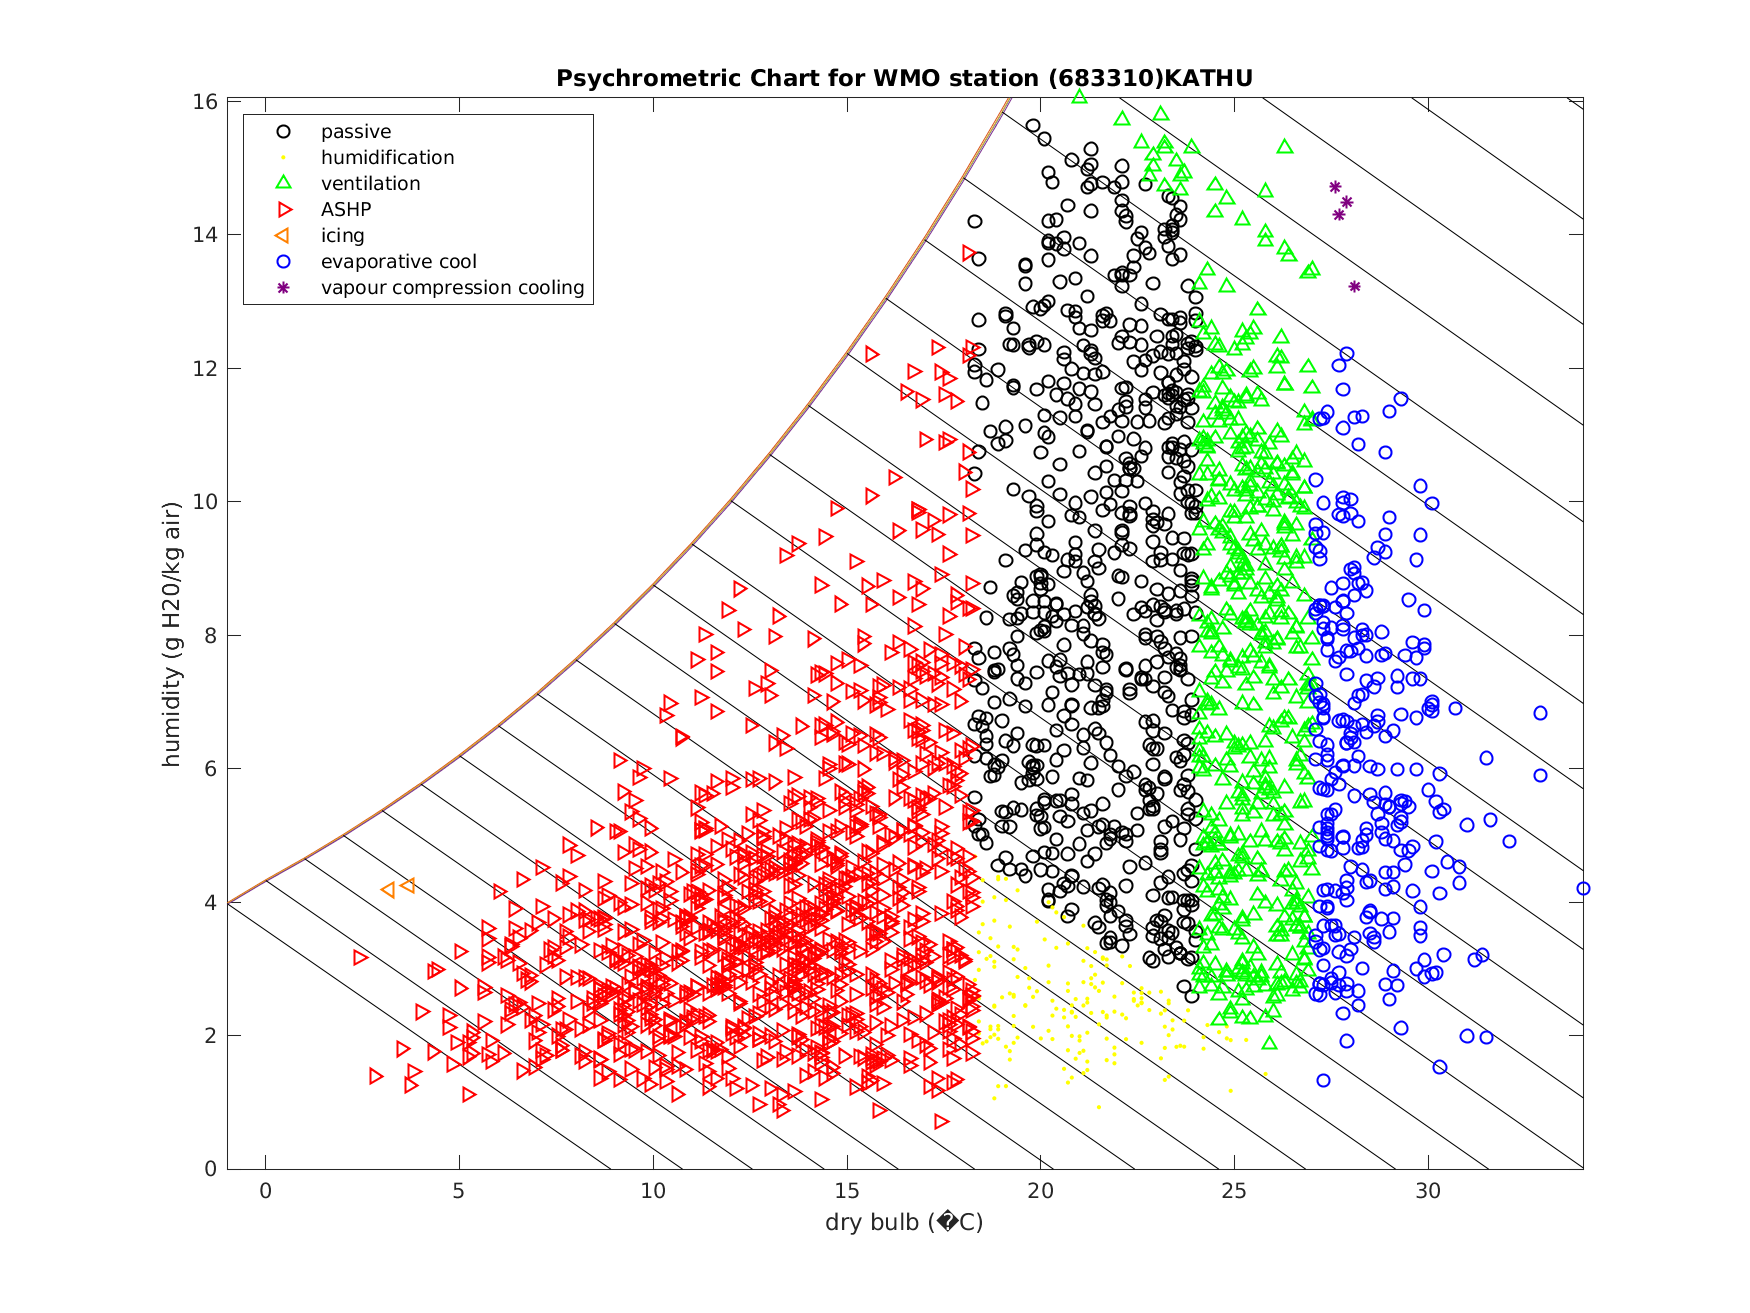 Psychrometric Chart for WMO station (683310)KATHU
passive
humidification
ventilation
ASHP
icing
evaporative cool
vapour compression cooling
humidity (g H20/kg air)
16
14
12
10
8
6
4
2
0
0 5 10 15 20 25 30
dry bulb (�C)